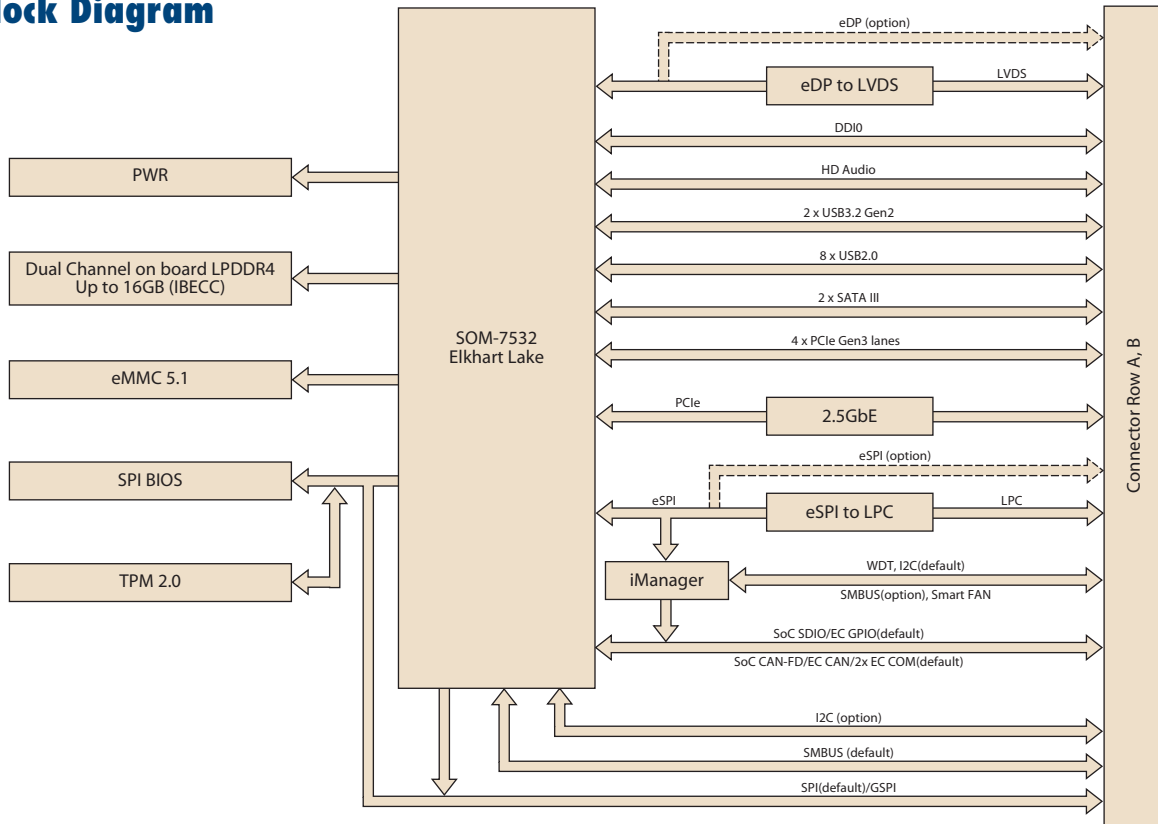 lock Diagram
eDP (option)
eDP to LVDS
LVDS
DDI0
HD Audio
2 x USB3.2 Gen2
8 x USB2.0
2 x SATA III
4 x PCIe Gen3 lanes
PCIe
2.5GbE
eSPI (option)
eSPI
eSPI to LPC
LPC
iManager
WDT, I2C(default)
SMBUS(option), Smart FAN
SoC SDIO/EC GPIO(default)
SoC CAN-FD/EC CAN/2x EC COM(default)
I2C (option)
SMBUS (default)
SPI(default)/GSPI
PWR
Dual Channel on board LPDDR4
Up to 16GB (IBECC)
eMMC 5.1
SPI BIOS
TPM 2.0
SOM-7532
Elkhart Lake
Connector Row A, B